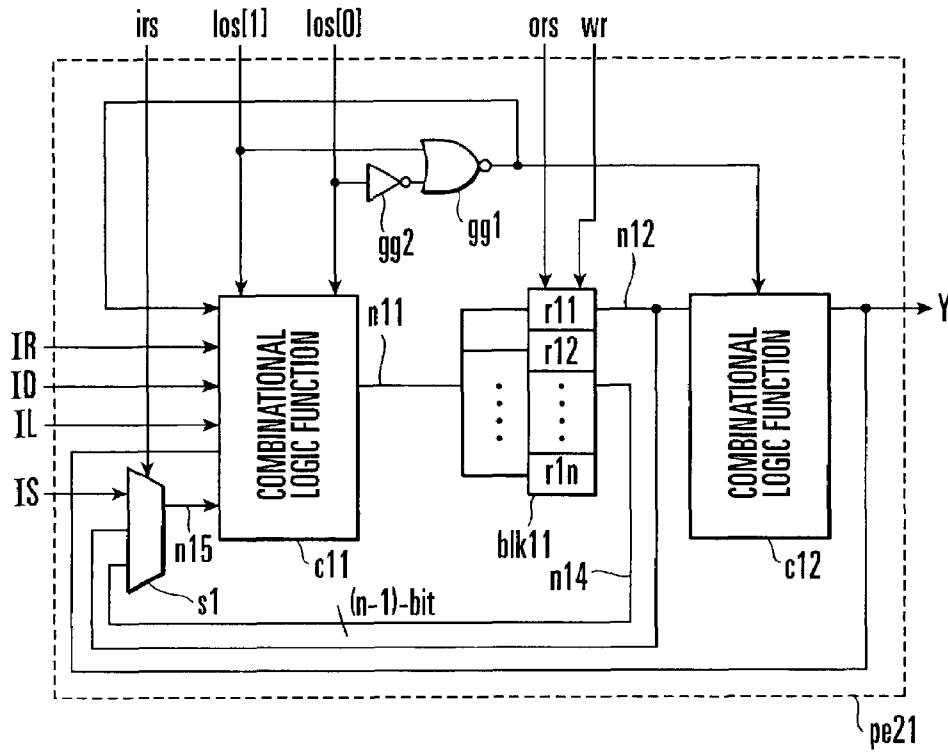 irs los[1] los[0] ors wr
gg2
gg1
n12
n11
r11
r12
r1n
Y
IR
ID
IL
IS
COMBINATIONAL
LOGIC FUNCTION
COMBINATIONAL
LOGIC FUNCTION
n15
c11
blk11
n14
c12
s1
(n-1)-bit
pe21